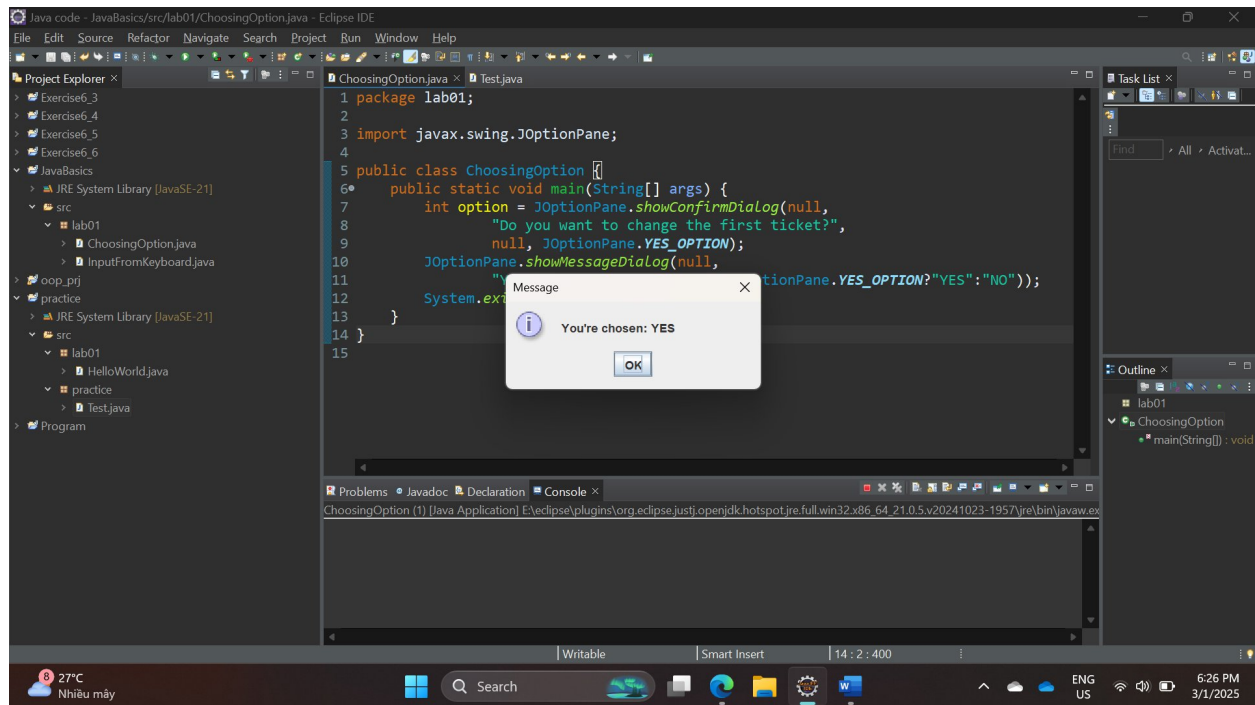 Java code - JavaBasics/src/lab01/ChoosingOption.java - Eclipse IDE
File Edit Source Refactor Navigate Search Project Run Window Help
Project Explorer
Exercise6_3
Exercise6_4
Exercise6_5
Exercise6_6
JavaBasics
JRE System Library [JavaSE-21]
src
lab01
ChoosingOption.java
InputFromKeyboard.java
oop_prj
practice
JRE System Library [JavaSE-21]
src
lab01
HelloWorld.java
practice
Test.java
Program
ChoosingOption.java Test.java
1 package lab01;
2
3 import javax.swing.JOptionPane;
4
5 public class ChoosingOption {
6 public static void main(String[] args) {
7 int option = JOptionPane.showConfirmDialog(null,
8 "Do you want to change the first ticket?",
9 null, JOptionPane.YES_OPTION);
10 JOptionPane.showMessageDialog(null,
11 "Y tionPane.YES_OPTION?"YES":"NO"));
12 System.exi
13 }
14 }
15
Message
You're chosen: YES
OK
Problems Javadoc Declaration Console
ChoosingOption (1) [Java Application] E:\eclipse\plugins\org.eclipse.justj.openjdk.hotspot.jre.full.win32.x86_64_21.0.5.v20241023-1957\jre\bin\javaw.ex
Task List
Find All Activat...
Outline
lab01
ChoosingOption
main(String[]) : void
Writable Smart Insert 14 : 2 : 400
8 27°C
Nhiều mây
Search
ENG
US
6:26 PM
3/1/2025